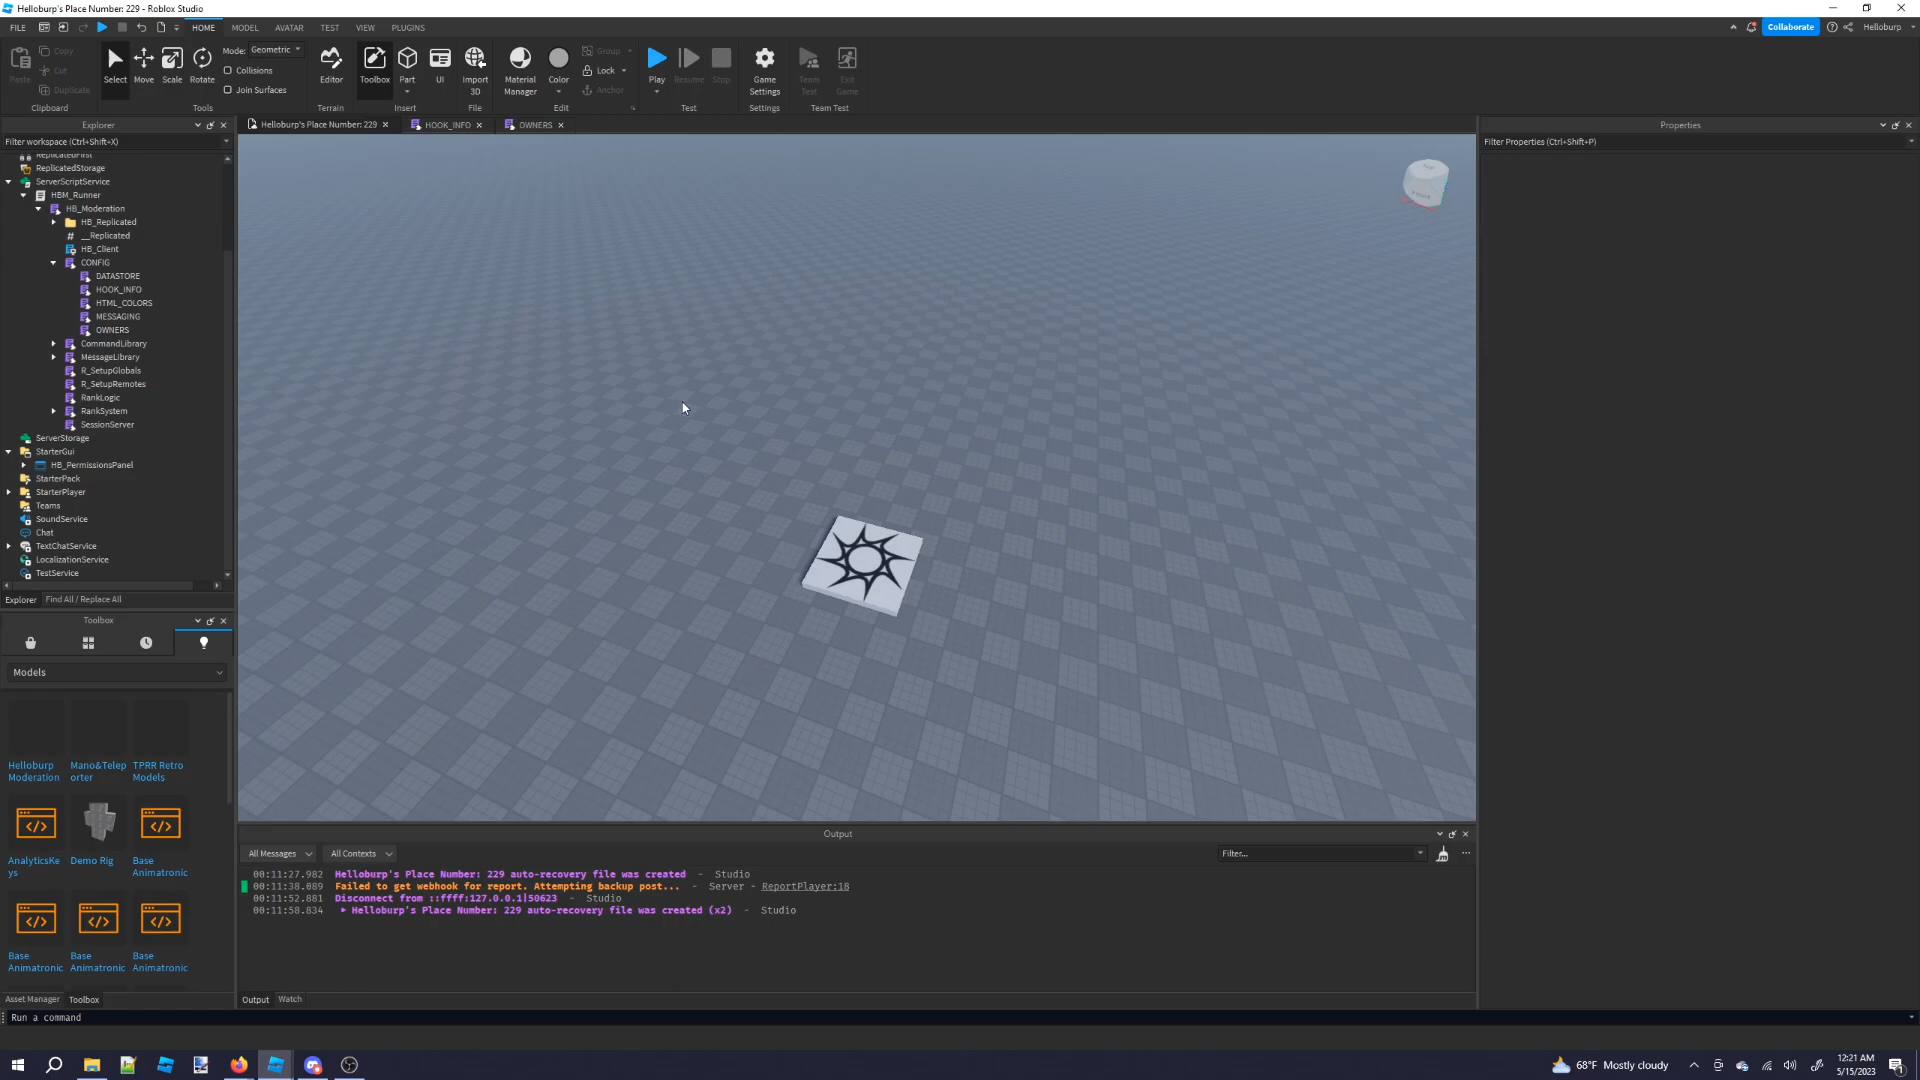 Helloburp's Place Number: 229 - Roblox Studio
FILE
HOME
MODEL
AVATAR
TEST
VIEW
PLUGINS
Collaborate
Helloburp
Paste
Copy
Cut
Duplicate
Clipboard
Select
Move
Scale
Rotate
Mode: Geometric
Collisions
Join Surfaces
Tools
Editor
Terrain
Toolbox
Part
UI
Insert
Import
3D
File
Material
Manager
Color
Group
Lock
Anchor
Edit
Play
Resume
Stop
Test
Game
Settings
Settings
Team
Test
Exit
Game
Team Test
Explorer
Helloburp's Place Number: 229
HOOK_INFO
OWNERS
Properties
Filter workspace (Ctrl+Shift+X)
Filter Properties (Ctrl+Shift+P)
ReplicatedFirst
ReplicatedStorage
ServerScriptService
HBM_Runner
HB_Moderation
HB_Replicated
__Replicated
HB_Client
CONFIG
DATASTORE
HOOK_INFO
HTML_COLORS
MESSAGING
OWNERS
CommandLibrary
MessageLibrary
R_SetupGlobals
R_SetupRemotes
RankLogic
RankSystem
SessionServer
ServerStorage
StarterGui
HB_PermissionsPanel
StarterPack
StarterPlayer
Teams
SoundService
Chat
TextChatService
LocalizationService
TestService
Explorer
Find All / Replace All
Toolbox
Models
Helloburp
Moderation
Mano&Telep
orter
TPRR Retro
Models
AnalyticsKe
ys
Demo Rig
Base
Animatronic
Base
Animatronic
Base
Animatronic
Base
Animatronic
Asset Manager
Toolbox
Output
All Messages
All Contexts
Filter...
00:11:27.982 Helloburp's Place Number: 229 auto-recovery file was created - Studio
00:11:38.089 Failed to get webhook for report. Attempting backup post... - Server - ReportPlayer:18
00:11:52.881 Disconnect from ::ffff:127.0.0.1|50623 - Studio
00:11:58.834 Helloburp's Place Number: 229 auto-recovery file was created (x2) - Studio
Output
Watch
Run a command
68°F Mostly cloudy
12:21 AM
5/15/2023